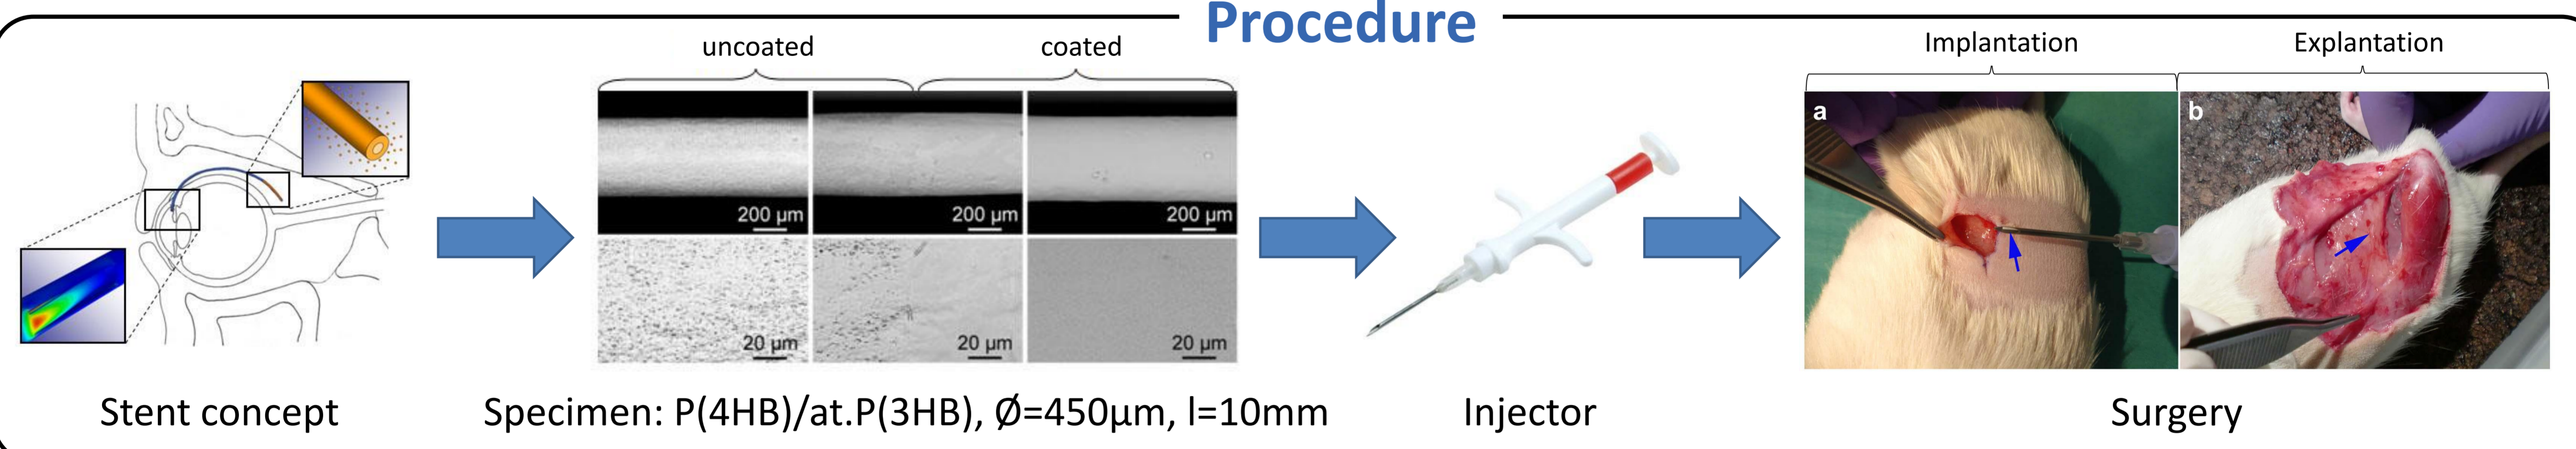 Procedure
uncoated
coated
Implantation
Explantation
a
b
200 µm
200 µm
200 µm
20 µm
20 µm
20 µm
Stent concept
Specimen: P(4HB)/at.P(3HB), Ø=450µm, l=10mm
Injector
Surgery